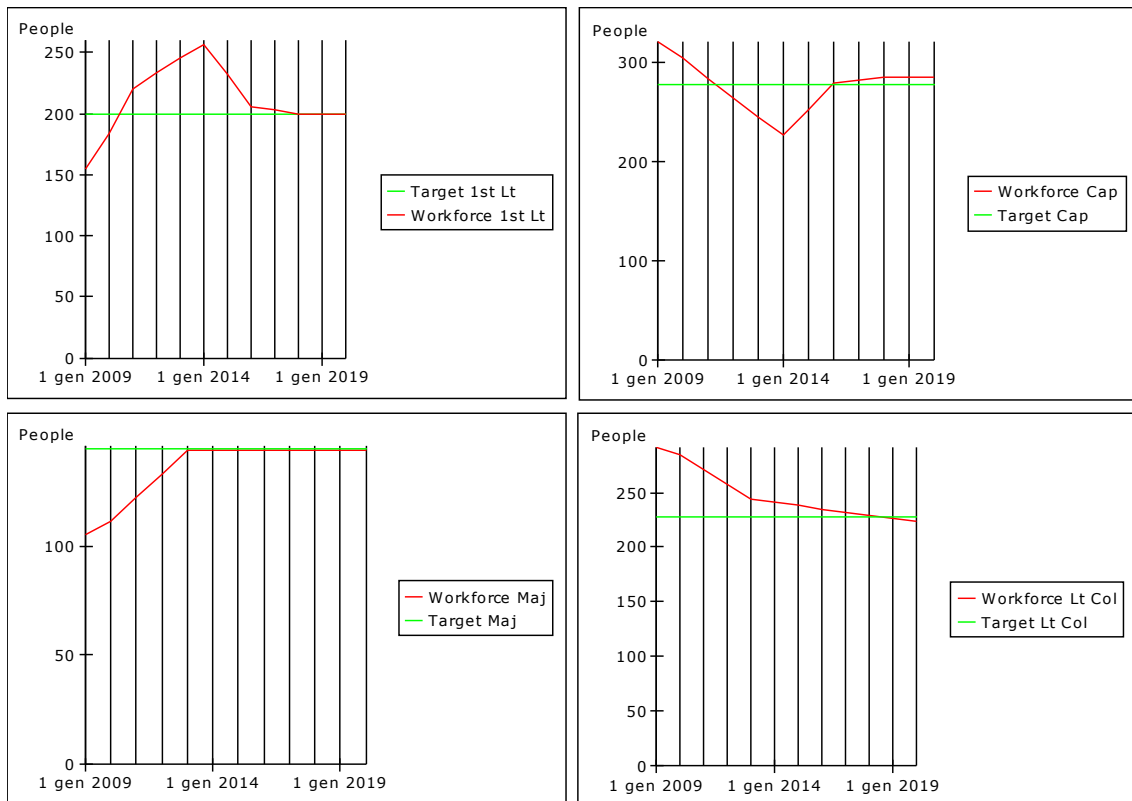 People
250
200
150
100
50
0
1 gen 2009
1 gen 2014
1 gen 2019
Target 1st Lt
Workforce 1st Lt
People
300
200
100
0
1 gen 2009
1 gen 2014
1 gen 2019
Workforce Cap
Target Cap
People
100
50
0
1 gen 2009
1 gen 2014
1 gen 2019
Workforce Maj
Target Maj
People
250
200
150
100
50
0
1 gen 2009
1 gen 2014
1 gen 2019
Workforce Lt Col
Target Lt Col